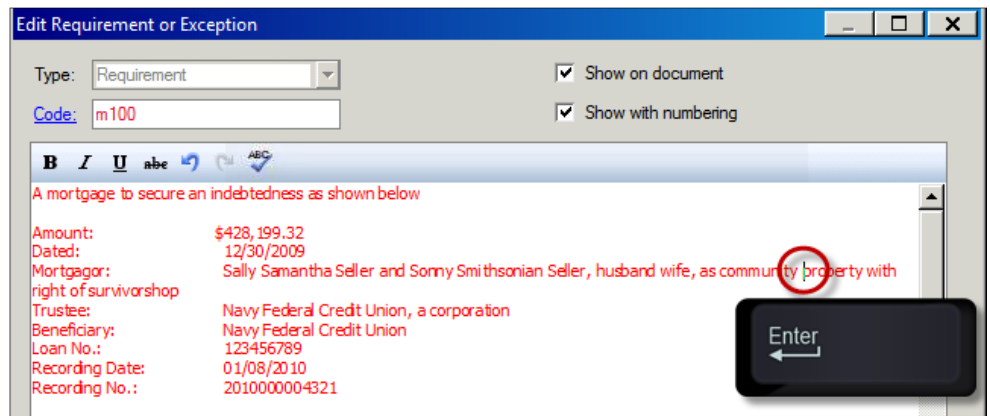 Edit Requirement or Exception
Type: Requirement
Show on document
Code: m100
Show with numbering
B I U abc ABC
A mortgage to secure an indebtedness as shown below
Amount: $428,199.32
Dated: 12/30/2009
Mortgagor: Sally Samantha Seller and Sonny Smithsonian Seller, husband wife, as community property with
right of survivorshop
Trustee: Navy Federal Credit Union, a corporation
Beneficiary: Navy Federal Credit Union
Loan No.: 123456789
Recording Date: 01/08/2010
Recording No.: 2010000004321
Enter